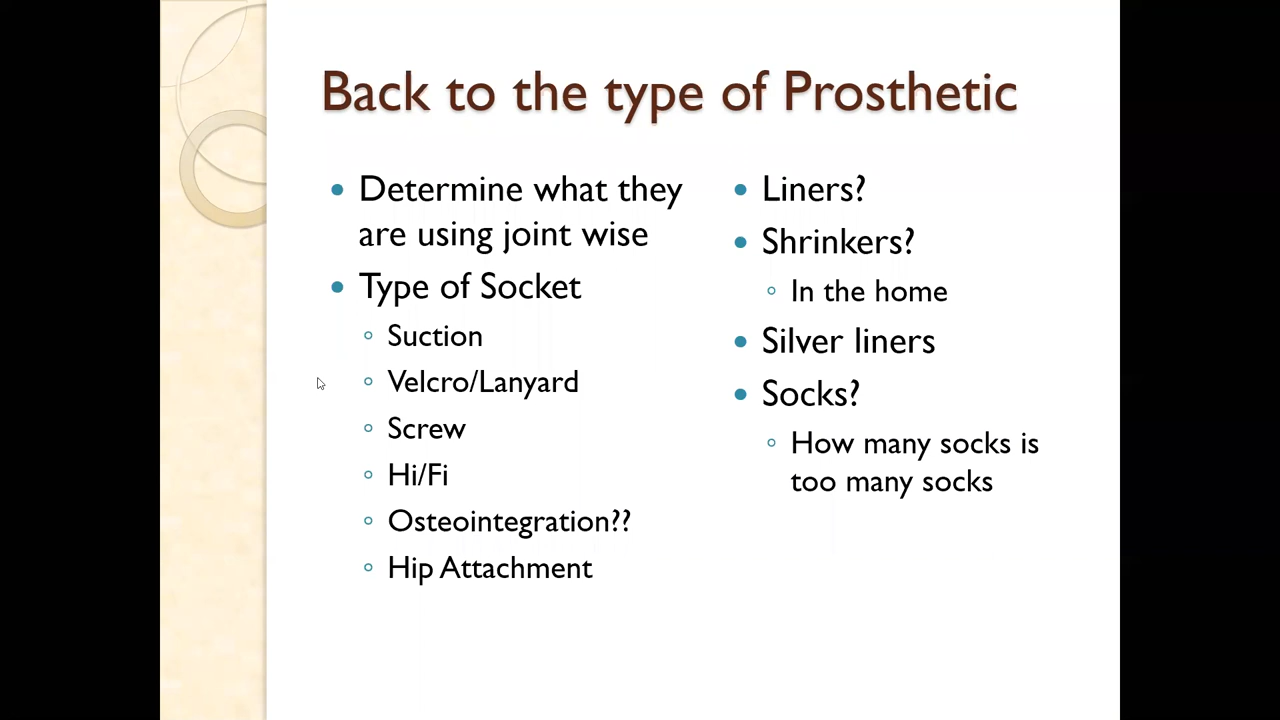 Back to the type of Prosthetic
Determine what they
are using joint wise
Type of Socket
Suction
Velcro/Lanyard
Screw
Hi/Fi
Osteointegration??
Hip Attachment
Liners?
Shrinkers?
In the home
Silver liners
Socks?
How many socks is
too many socks